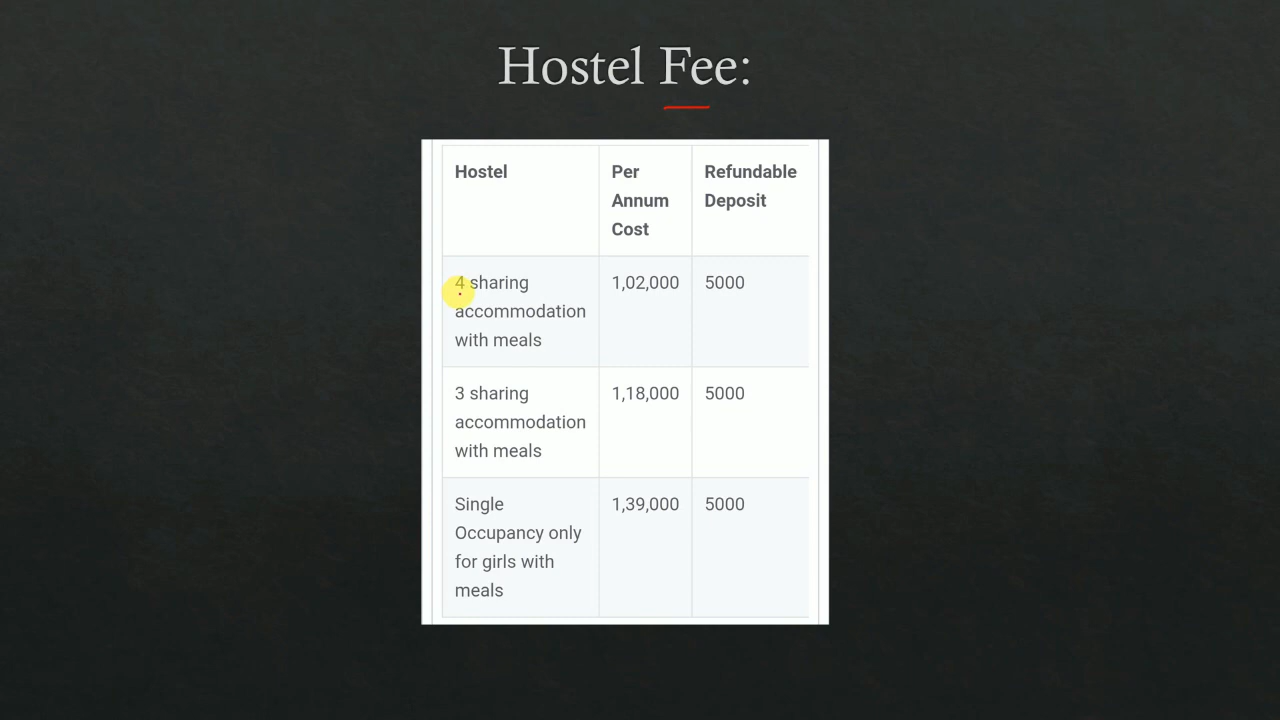 Hostel Fee:
Hostel
Per
Annum
Cost
Refundable
Deposit
4 sharing
accommodation
with meals
1,02,000
5000
3 sharing
accommodation
with meals
1,18,000
5000
Single
Occupancy only
for girls with
meals
1,39,000
5000